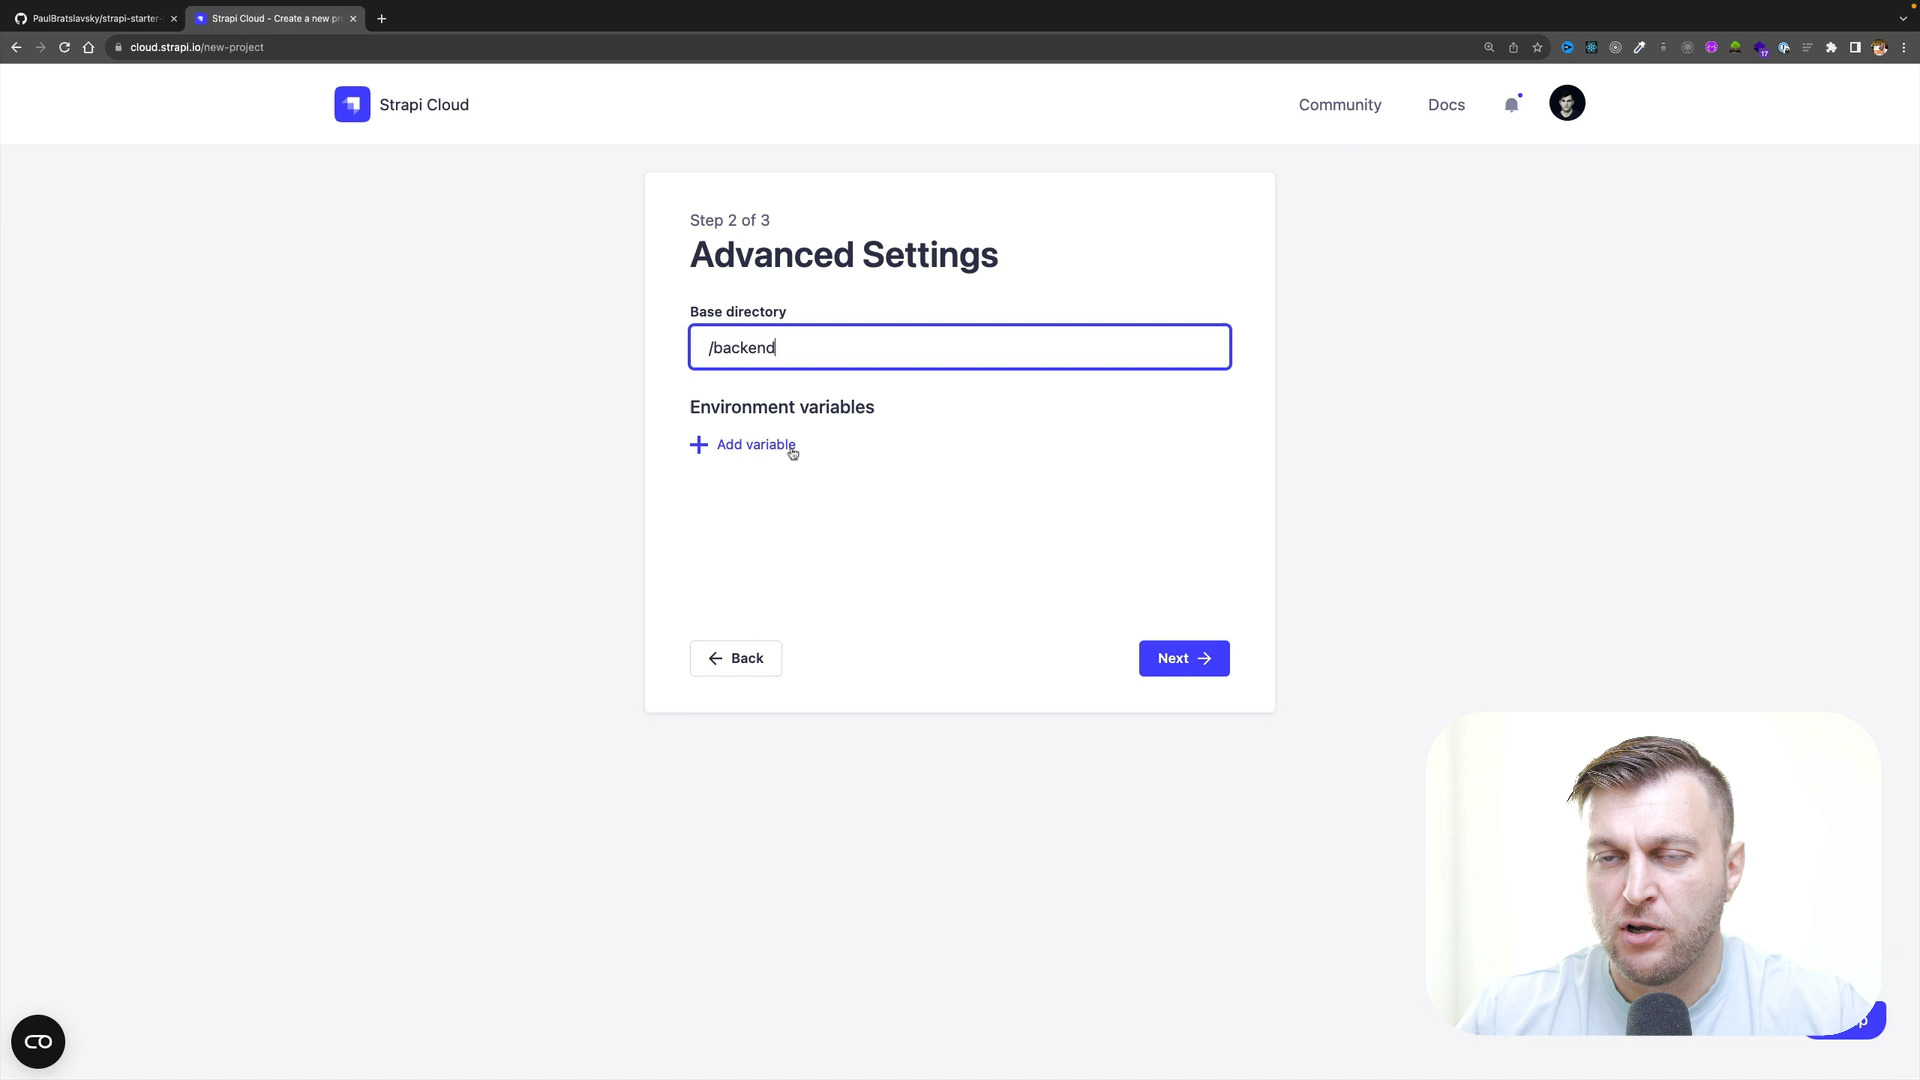 PaulBratslavsky/strapi-starter-
Strapi Cloud - Create a new pr
cloud.strapi.io/new-project
17
Strapi Cloud
Community
Docs
Step 2 of 3
Advanced Settings
Base directory
/backend
Environment variables
Add variable
Back
Next